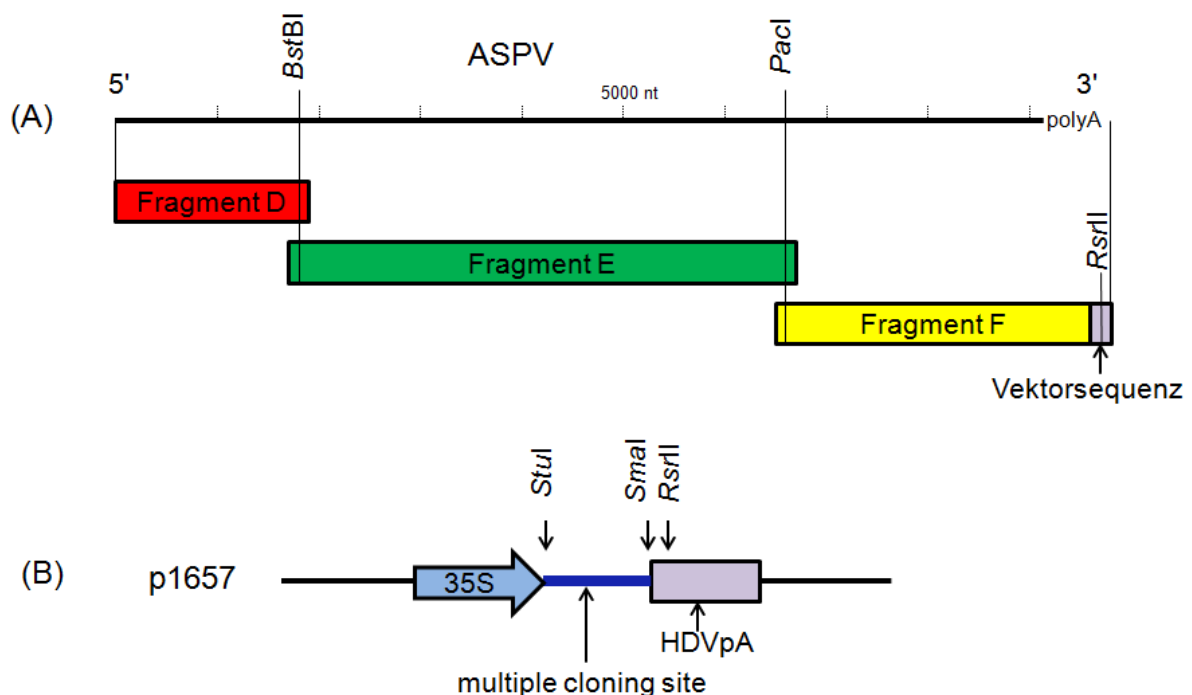 ASPV
BstBI
PacI
5'
5000 nt
3'
(A)
polyA
Fragment D
RsrII
Fragment E
Fragment F
Vektorsequenz
StuI
SmaI
RsrII
(B)
p1657
35S
HDVpA
multiple cloning site